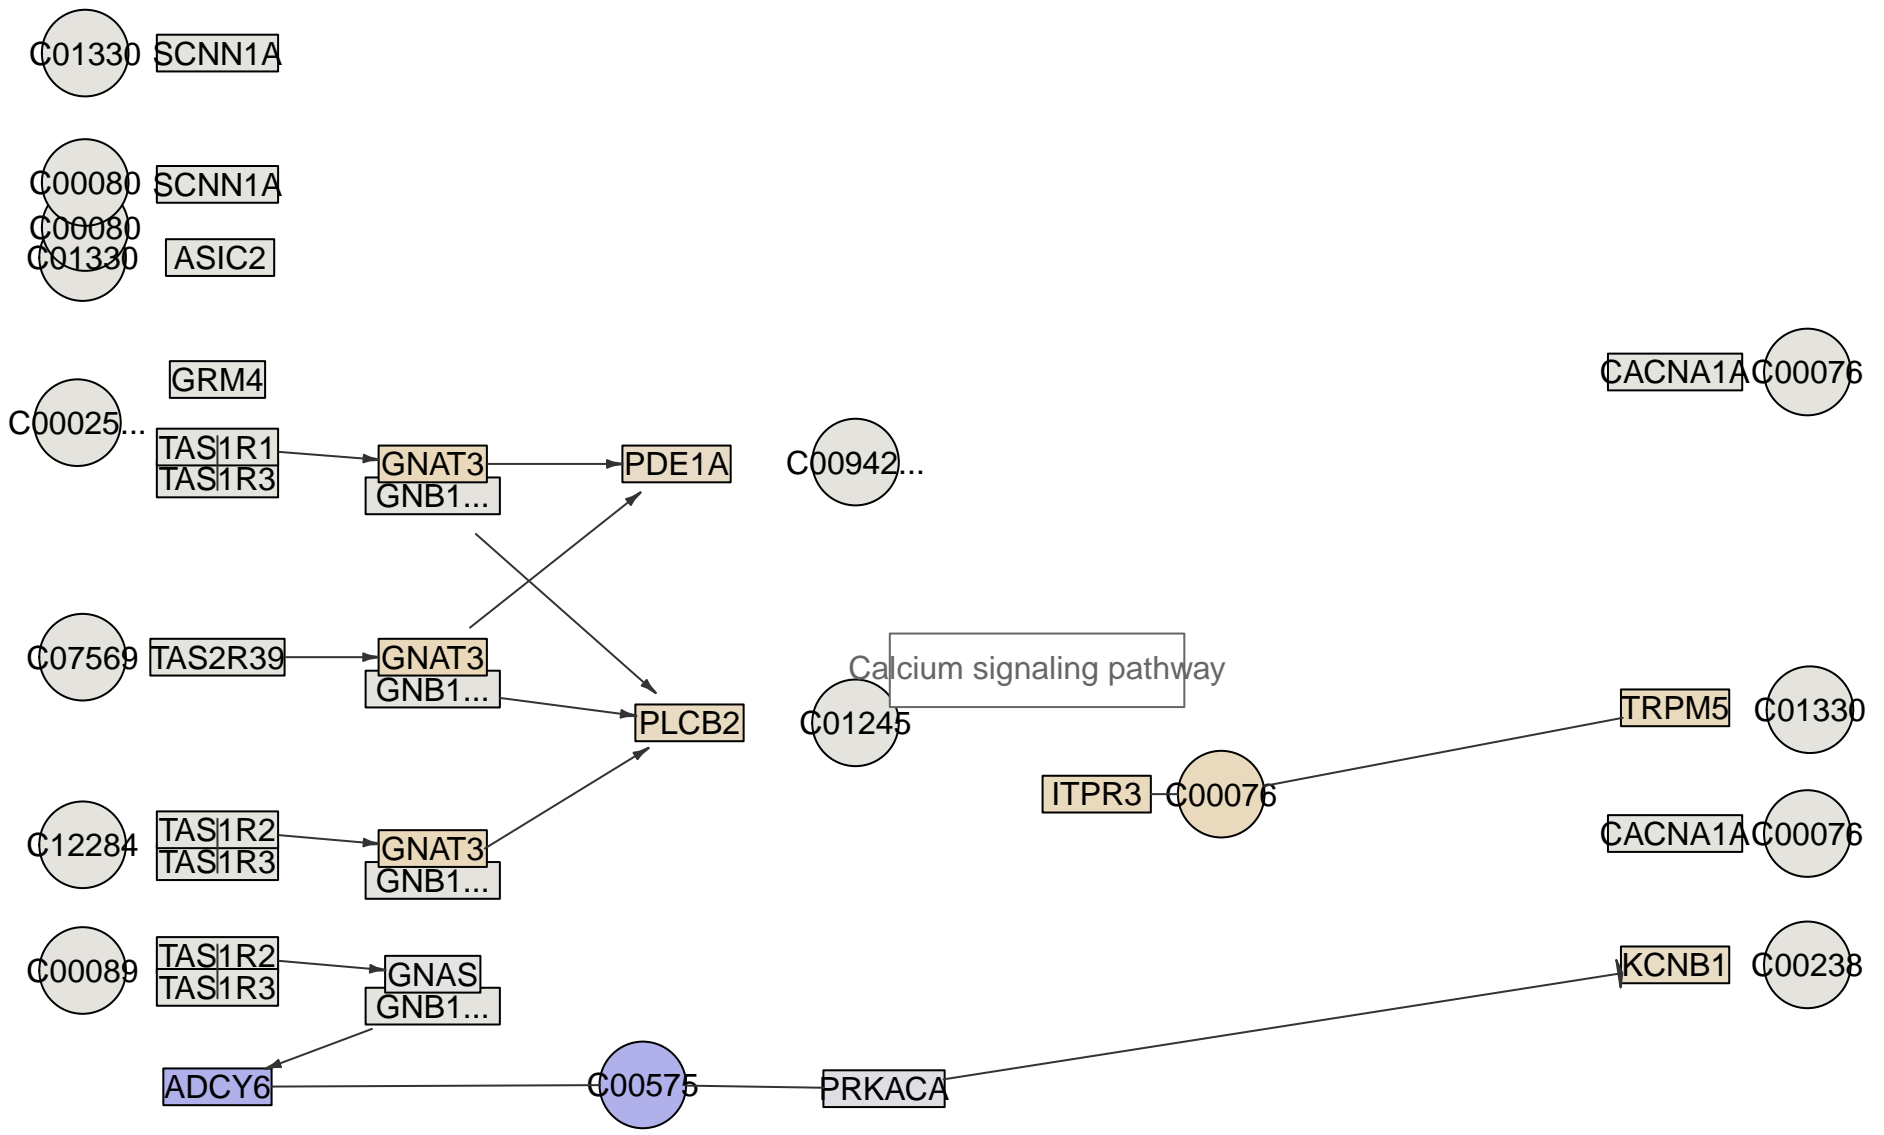 C01330 SCNN1A
C00080 SCNN1A
C00080
C01330 ASIC2
GRM4
CACNA1A C00076
C00025...
TAS1R1
GNAT3 PDE1A C00942...
TAS1R3
GNB1...
C07569 TAS2R39 GNAT3
Calcium signaling pathway
GNB1...
TRPM5 C01330
PLCB2 C01245
ITPR3 C00076
TAS1R2
CACNA1A C00076
C12284 GNAT3
TAS1R3
GNB1...
TAS1R2
KCNB1 C00238
C00089 GNAS
TAS1R3
GNB1...
ADCY6 C00575 PRKACA